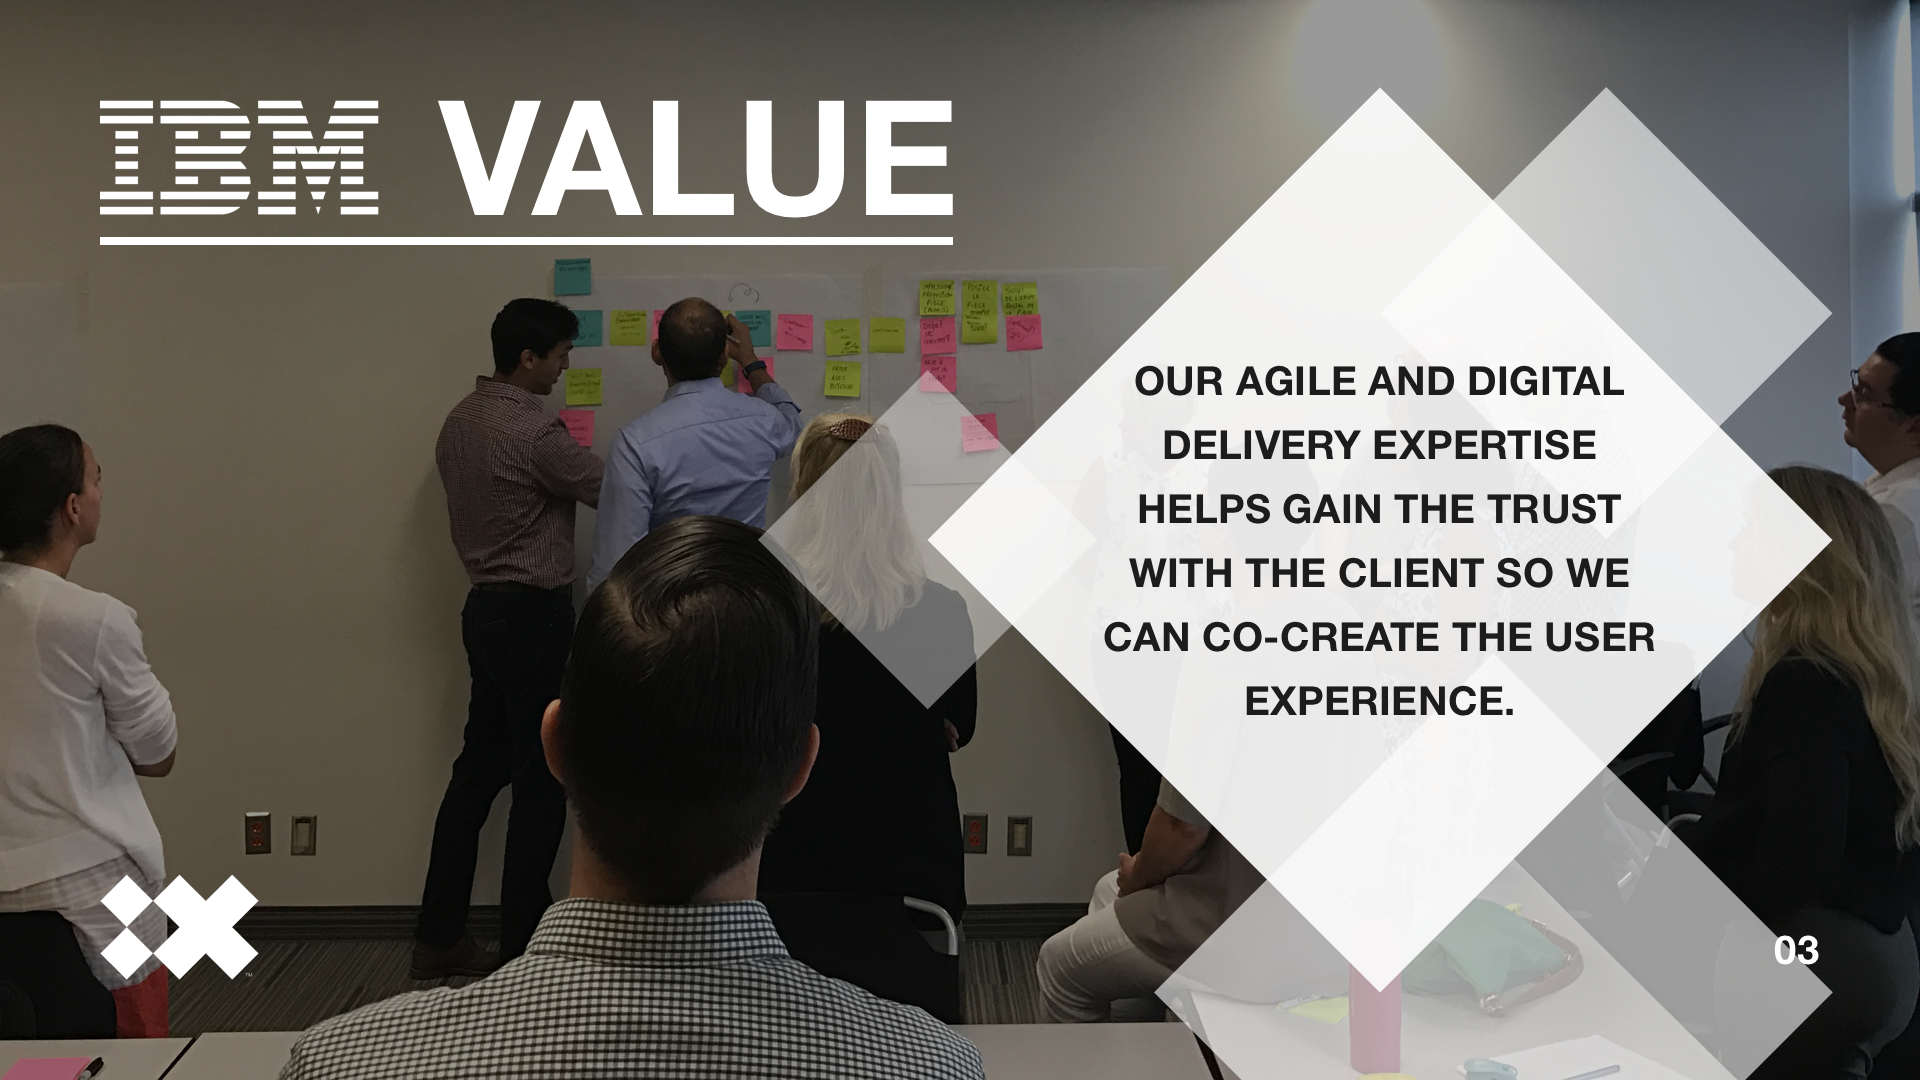 IBM VALUE
OUR AGILE AND DIGITAL
DELIVERY EXPERTISE
HELPS GAIN THE TRUST
WITH THE CLIENT SO WE
CAN CO-CREATE THE USER
EXPERIENCE.
03